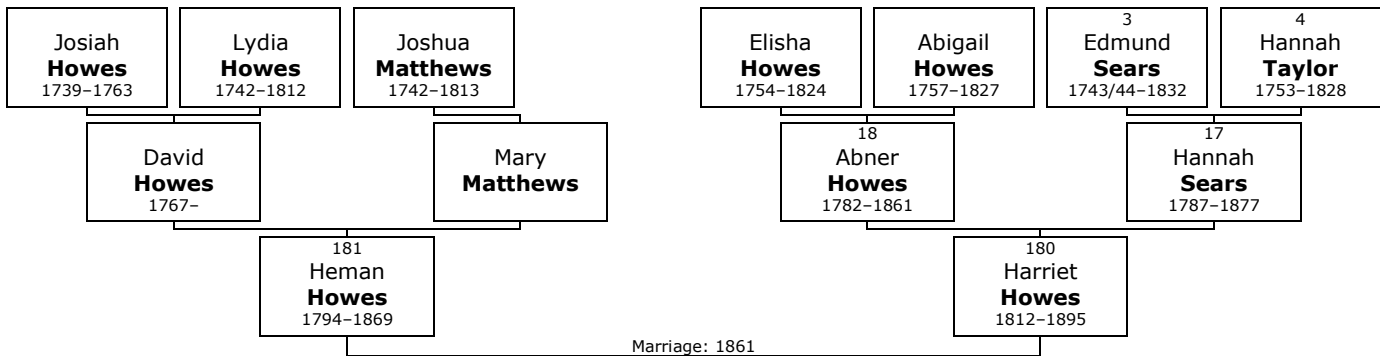 Josiah
Howes
1739–1763
Lydia
Howes
1742–1812
Joshua
Matthews
1742–1813
Elisha
Howes
1754–1824
Abigail
Howes
1757–1827
3
Edmund
Sears
1743/44–1832
4
Hannah
Taylor
1753–1828
David
Howes
1767–
Mary
Matthews
18
Abner
Howes
1782–1861
17
Hannah
Sears
1787–1877
181
Heman
Howes
1794–1869
180
Harriet
Howes
1812–1895
Marriage: 1861